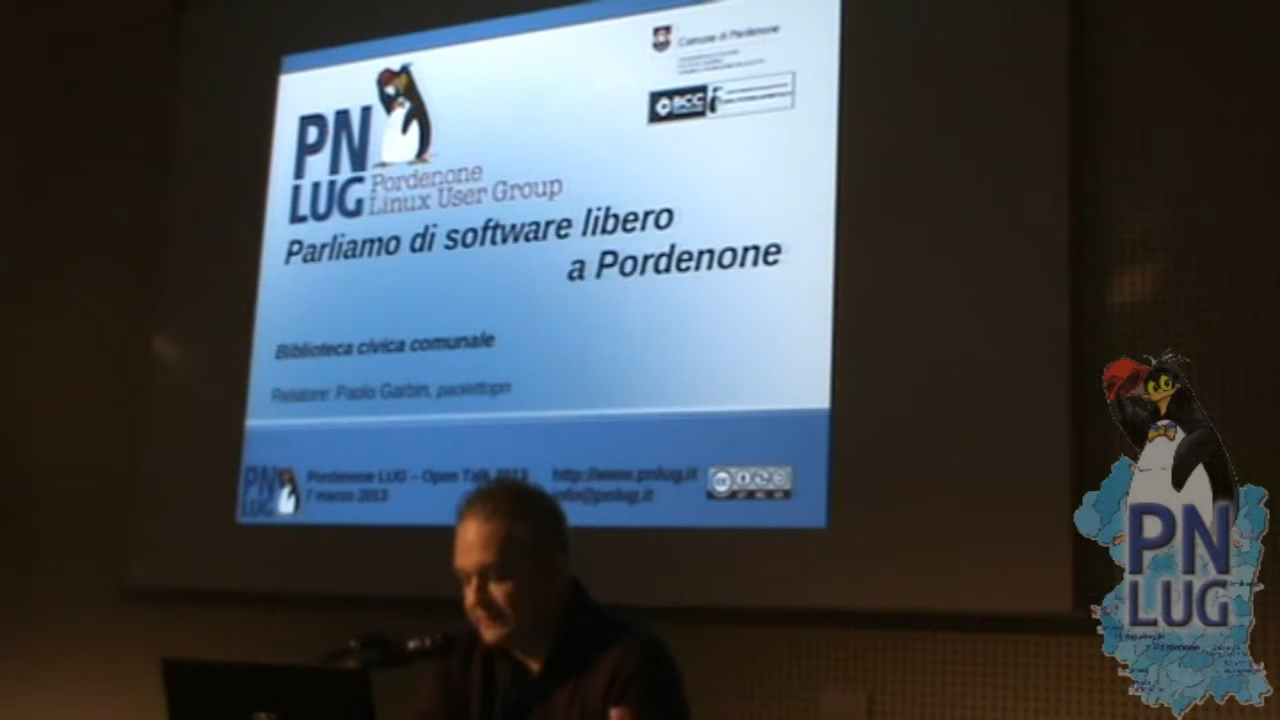 Comune di Pordenone
BCC
PN
LUG
Pordenone
Linux User Group
Parliamo di software libero
a Pordenone
Biblioteca civica comunale
Relatore: Paolo Garbin, paolettopn
PN
LUG
Pordenone LUG – Open Talk 2013
7 marzo 2013
http://www.pnlug.it
info@pnlug.it
PN
LUG